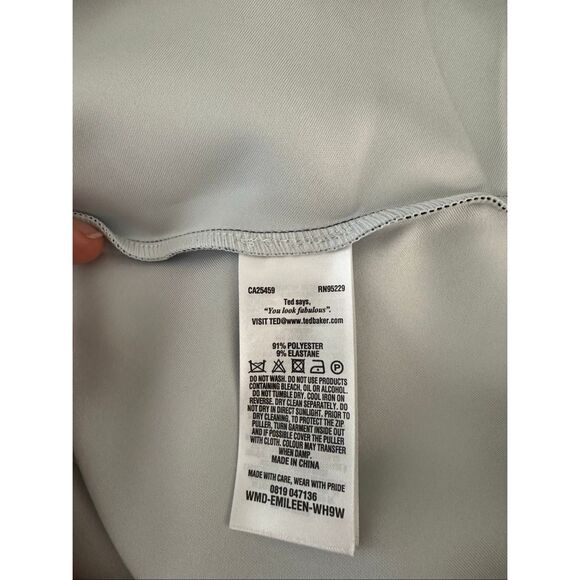 CA25459 RN95229
Ted says,
"You look fabulous".
VISIT TED@www.tedbaker.com
91% POLYESTER
9% ELASTANE
DO NOT WASH. DO NOT USE PRODUCTS
CONTAINING BLEACH, OIL OR ALCOHOL.
DO NOT TUMBLE DRY. COOL IRON ON
REVERSE. DRY CLEAN SEPARATELY. DO
NOT DRY IN DIRECT SUNLIGHT. PRIOR TO
DRY CLEANING, TO PROTECT THE ZIP
PULLER, TURN GARMENT INSIDE OUT
AND IF POSSIBLE COVER THE PULLER
WITH CLOTH. COLOUR MAY TRANSFER
WHEN DAMP.
MADE IN CHINA
MADE WITH CARE, WEAR WITH PRIDE
0819 047136
WMD-EMILEEN-WH9W